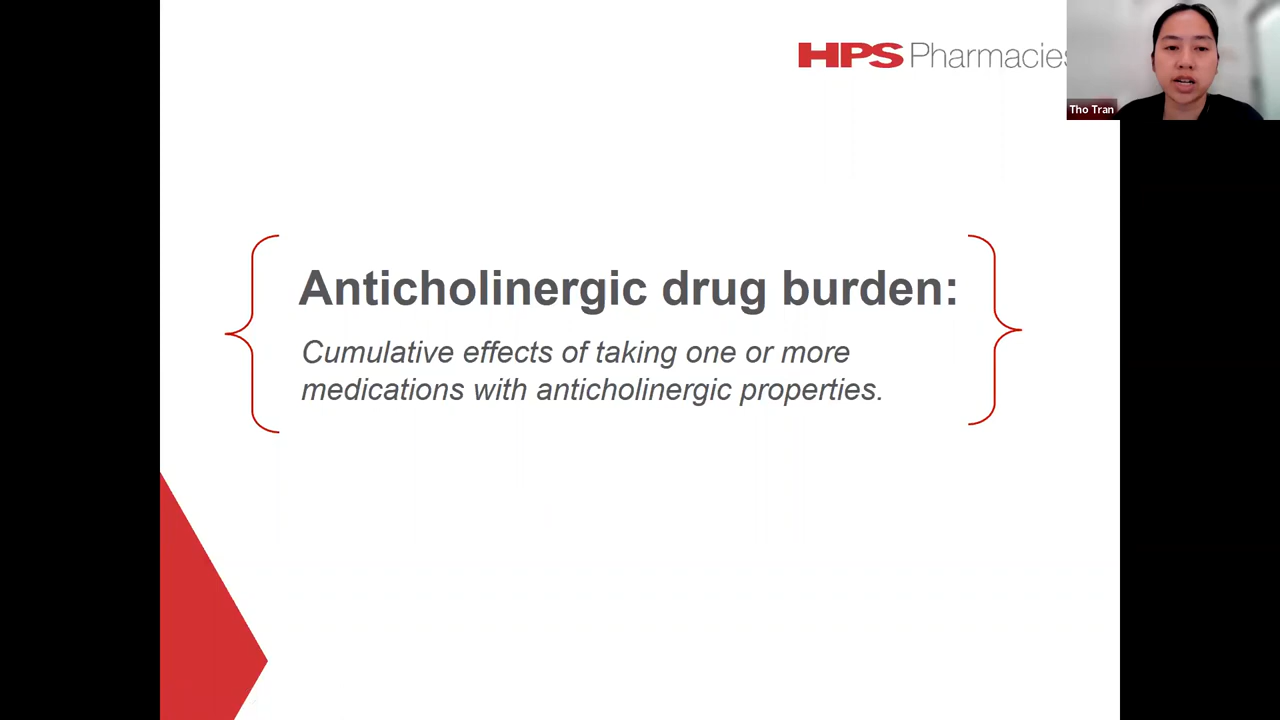 HPS Pharmacies
Tho Tran
Anticholinergic drug burden:
Cumulative effects of taking one or more
medications with anticholinergic properties.